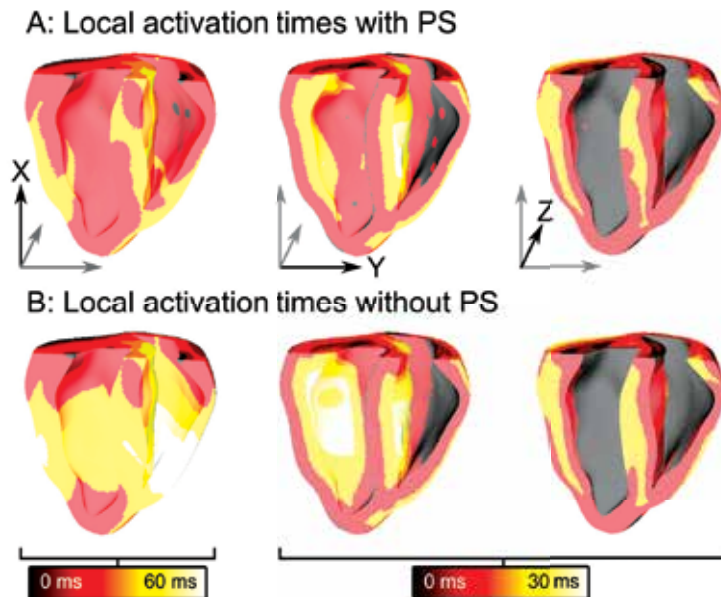 A: Local activation times with PS
X
Y
Z
B: Local activation times without PS
0 ms 60 ms
0 ms 30 ms